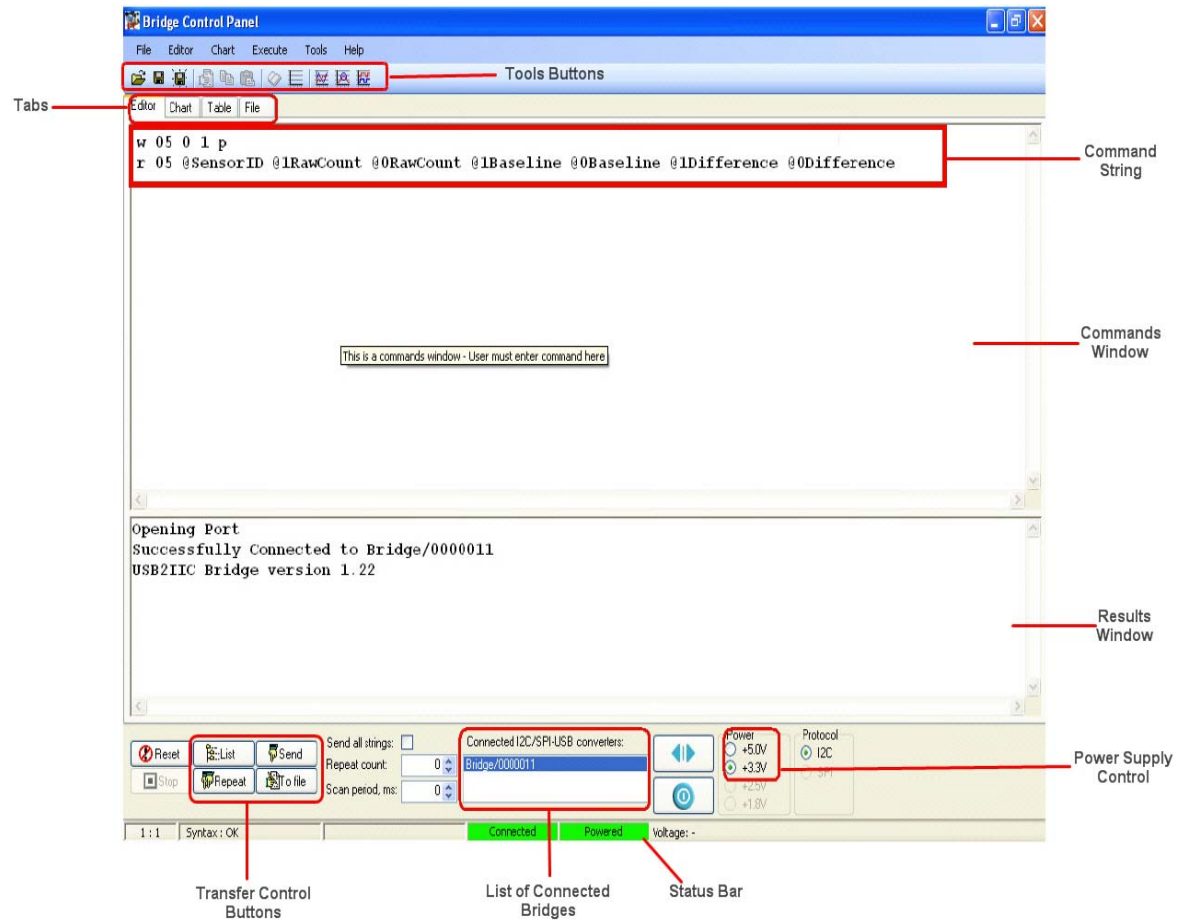 Bridge Control Panel
File Editor Chart Execute Tools Help
Tools Buttons
Tabs
Editor Chart Table File
w 05 0 1 p
r 05 @SensorID @1RawCount @0RawCount @1Baseline @0Baseline @1Difference @0Difference
Command
String
Commands
Window
This is a commands window - User must enter command here
Opening Port
Successfully Connected to Bridge/0000011
USB2IIC Bridge version 1.22
Results
Window
Reset List Send
Stop Repeat To file
Send all strings:
Repeat count: 0
Scan period, ms: 0
Connected I2C/SPI-USB converters:
Bridge/0000011
Power
+5.0V
+3.3V
+2.5V
+1.8V
Protocol
I2C
SPI
Power Supply
Control
1 : 1 Syntax : OK Connected Powered Voltage: -
Transfer Control
Buttons
List of Connected
Bridges
Status Bar